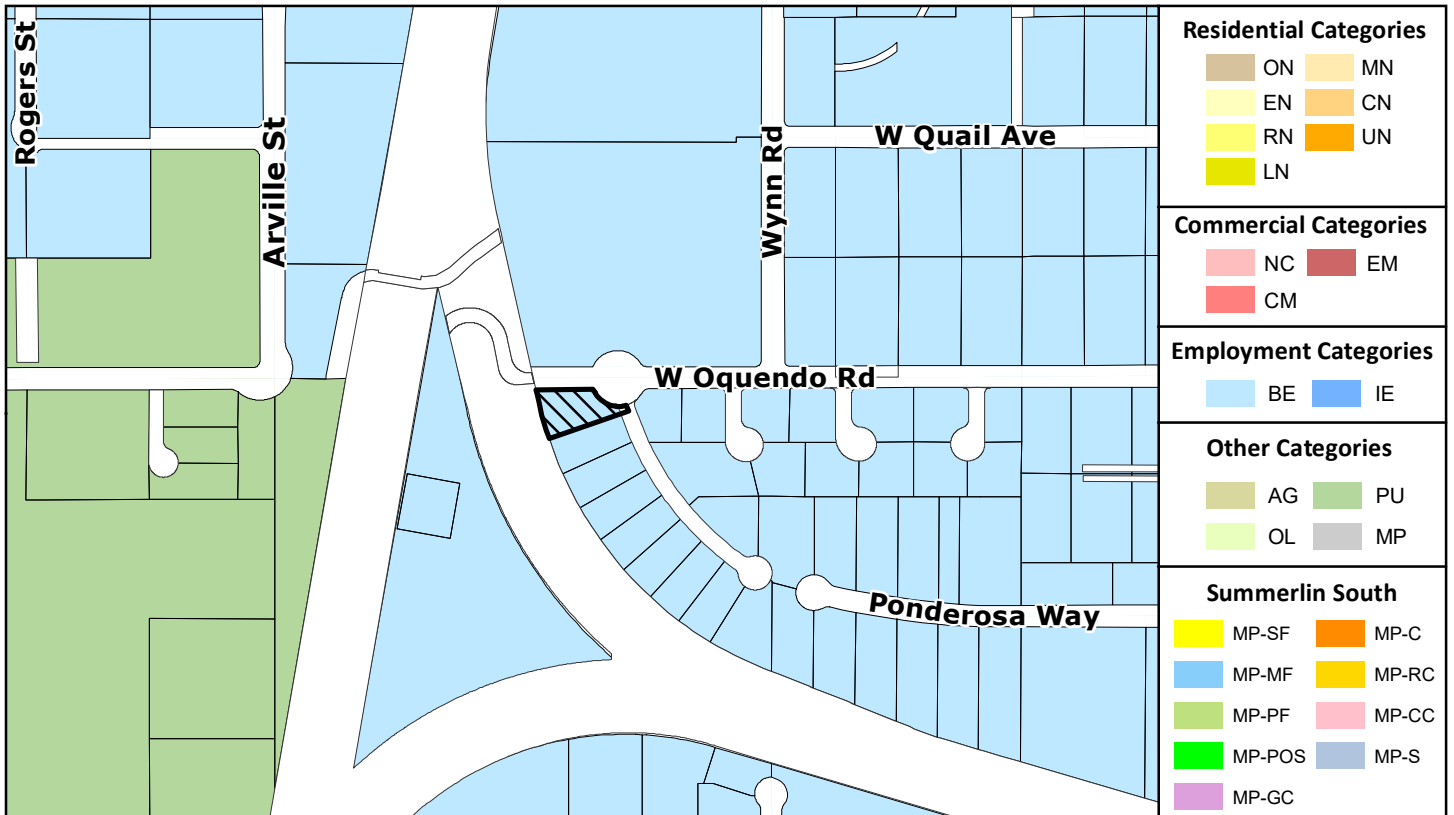 Rogers St
Arville St
Wynn Rd
W Quail Ave
W Oquendo Rd
Ponderosa Way
Residential Categories
ON MN
EN CN
RN UN
LN
Commercial Categories
NC EM
CM
Employment Categories
BE IE
Other Categories
AG PU
OL MP
Summerlin South
MP-SF MP-C
MP-MF MP-RC
MP-PF MP-CC
MP-POS MP-S
MP-GC